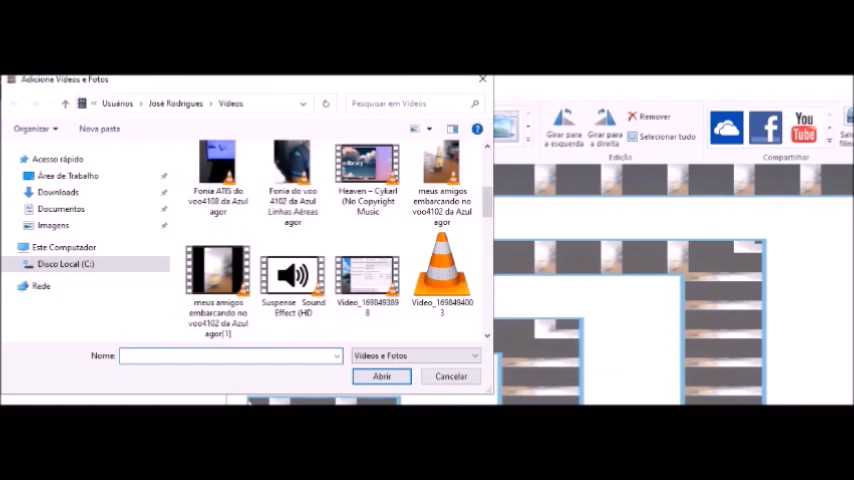 Adicione Vídeos e Fotos
« Usuários › José Rodrigues › Vídeos
Pesquisar em Vídeos
Organizar
Nova pasta
Acesso rápido
Área de Trabalho
Downloads
Documentos
Imagens
Este Computador
Disco Local (C:)
Rede
Fonia ATIS do
voo4108 da Azul
agor
Fonia do voo
4102 da Azul
Linhas Aéreas
agor
Heaven – Cykarl
(No Copyright
Music
meus amigos
embarcando no
voo4102 da Azul
agor
meus amigos
embarcando no
voo4102 da Azul
agor[1]
Suspense Sound
Effect (HD
Video_169849389
8
Video_169849400
3
Nome:
Vídeos e Fotos
Abrir
Cancelar
Girar para
a esquerda
Girar para
a direita
Remover
Selecionar tudo
Edição
You
Tube
Compartilhar